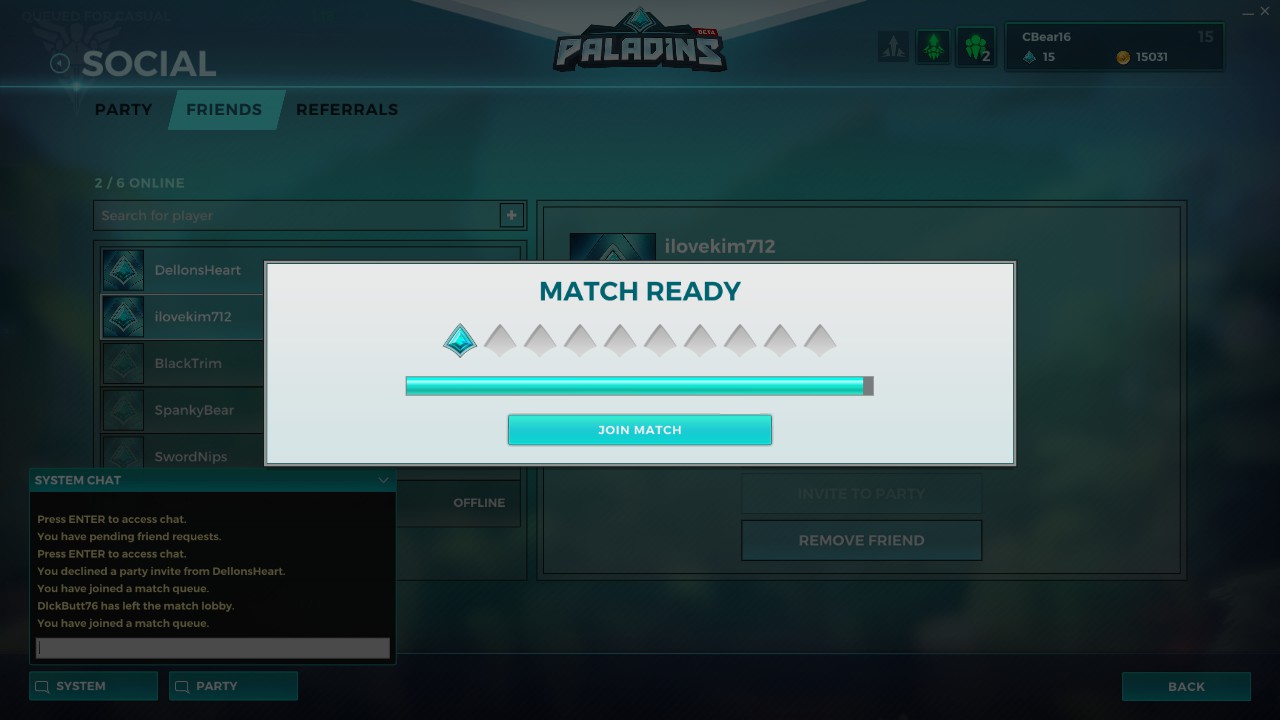 QUEUED FOR CASUAL
SOCIAL
PALADINS
BETA
2
CBear16
15
15
15031
PARTY
FRIENDS
REFERRALS
2 / 6 ONLINE
Search for player
+
DellonsHeart
ilovekim712
BlackTrim
SpankyBear
SwordNips
OFFLINE
ilovekim712
MATCH READY
JOIN MATCH
INVITE TO PARTY
REMOVE FRIEND
SYSTEM CHAT
Press ENTER to access chat.
You have pending friend requests.
Press ENTER to access chat.
You declined a party invite from DellonsHeart.
You have joined a match queue.
DIckButt76 has left the match lobby.
You have joined a match queue.
SYSTEM
PARTY
BACK